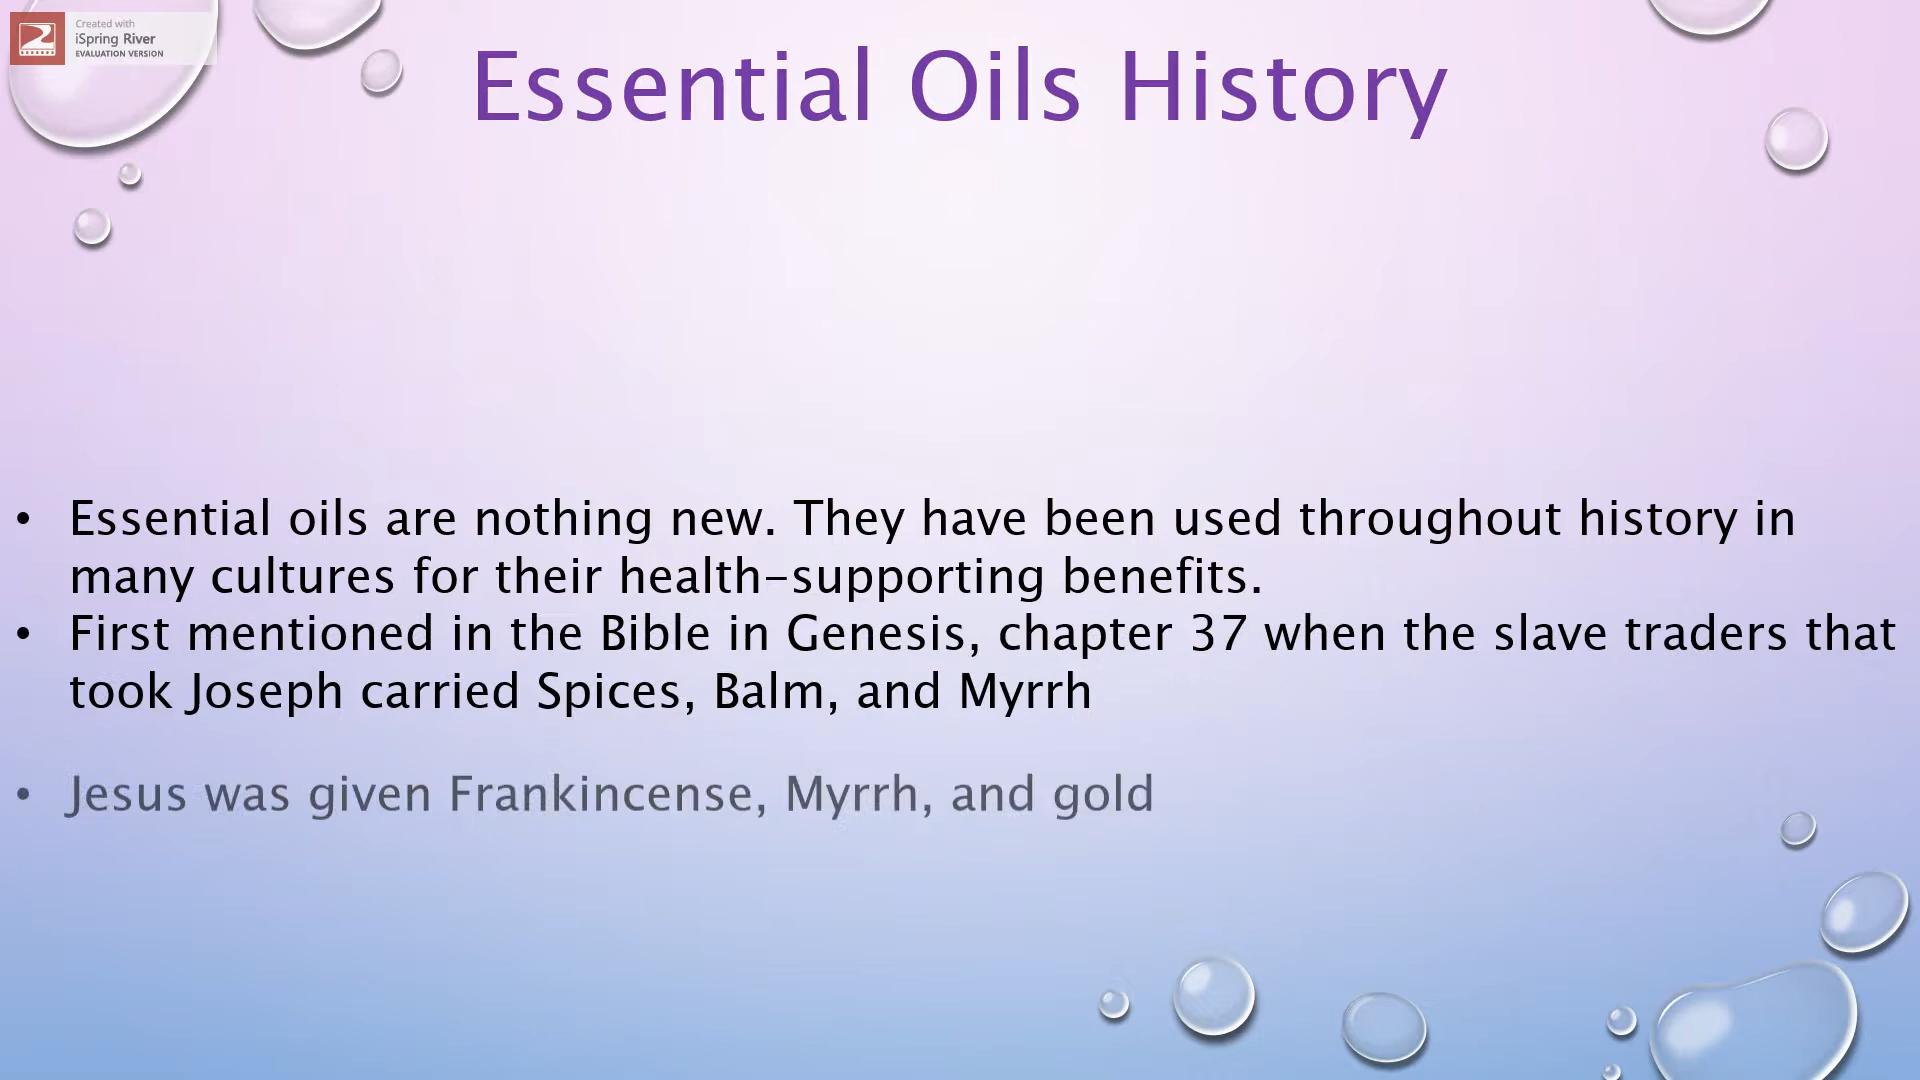 Created with
iSpring River
EVALUATION VERSION
Essential Oils History
• Essential oils are nothing new. They have been used throughout history in
many cultures for their health-supporting benefits.
• First mentioned in the Bible in Genesis, chapter 37 when the slave traders that
took Joseph carried Spices, Balm, and Myrrh
• Jesus was given Frankincense, Myrrh, and gold